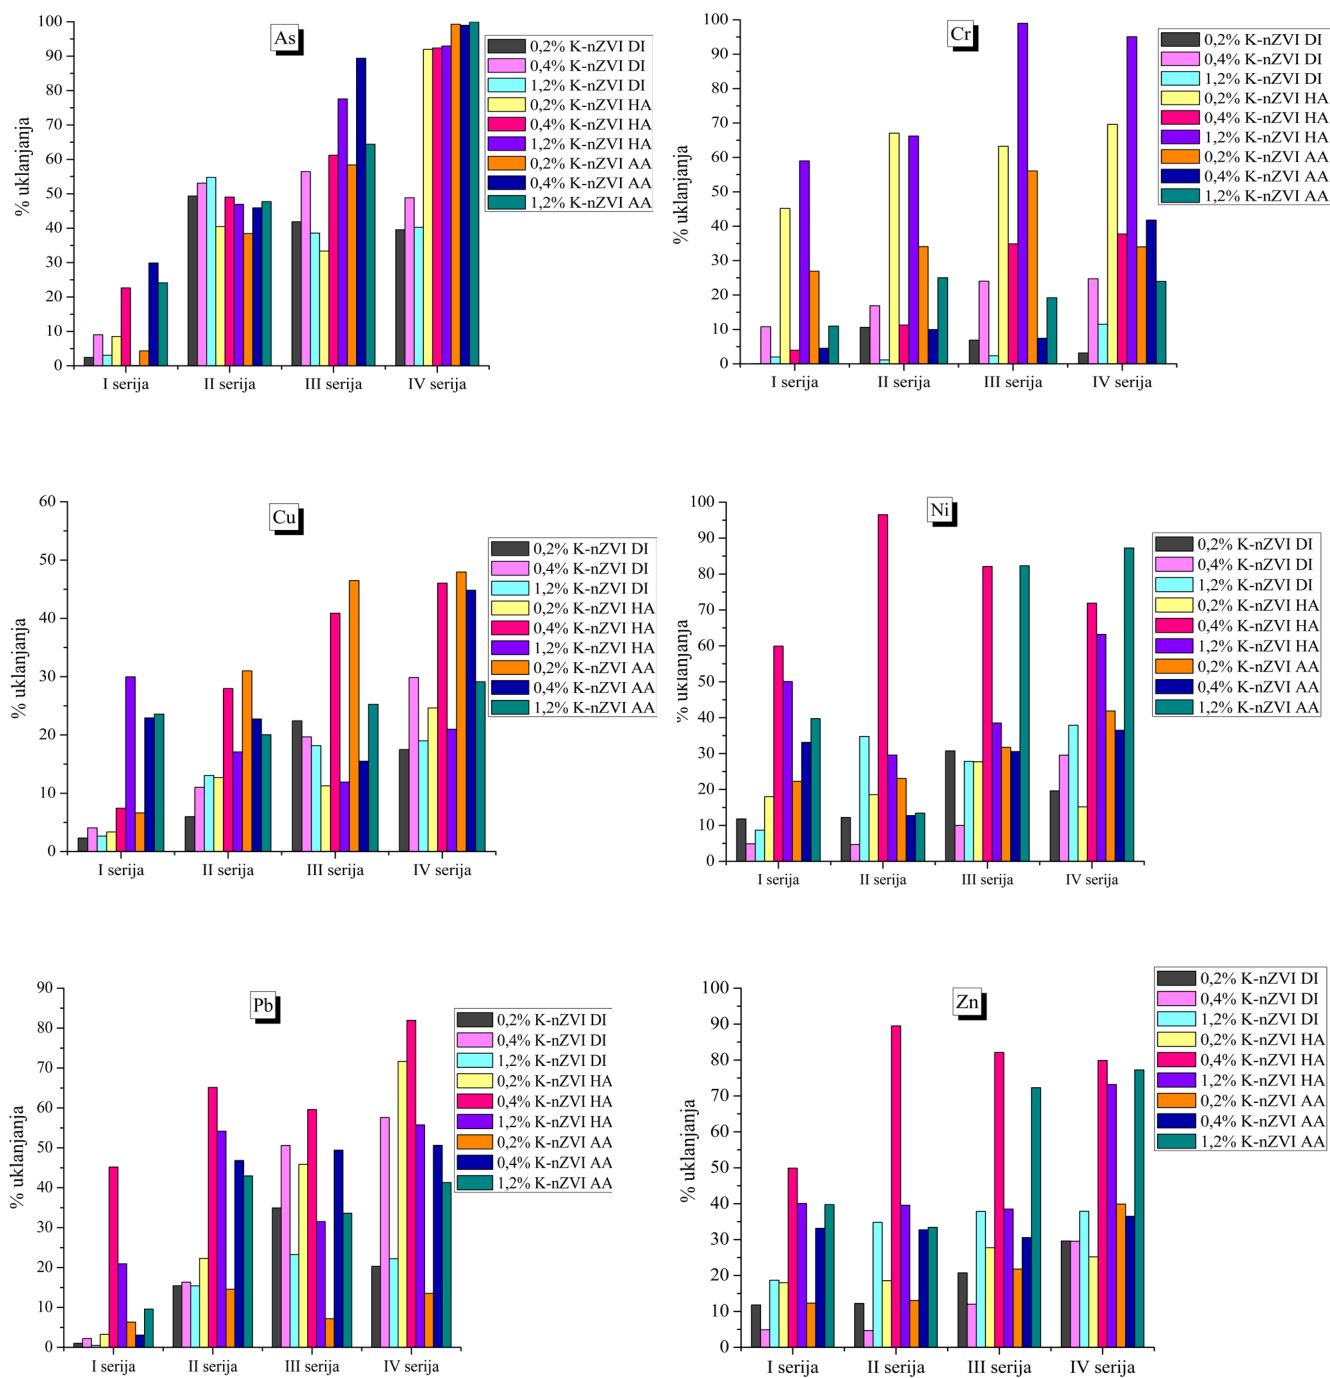 As
% uklanjanja
100
90
80
70
60
50
40
30
20
10
0
I serija II serija III serija IV serija
0,2% K-nZVI DI
0,4% K-nZVI DI
1,2% K-nZVI DI
0,2% K-nZVI HA
0,4% K-nZVI HA
1,2% K-nZVI HA
0,2% K-nZVI AA
0,4% K-nZVI AA
1,2% K-nZVI AA
Cr
% uklanjanja
100
90
80
70
60
50
40
30
20
10
0
I serija II serija III serija IV serija
0,2% K-nZVI DI
0,4% K-nZVI DI
1,2% K-nZVI DI
0,2% K-nZVI HA
0,4% K-nZVI HA
1,2% K-nZVI HA
0,2% K-nZVI AA
0,4% K-nZVI AA
1,2% K-nZVI AA
Cu
% uklanjanja
60
50
40
30
20
10
0
I serija II serija III serija IV serija
0,2% K-nZVI DI
0,4% K-nZVI DI
1,2% K-nZVI DI
0,2% K-nZVI HA
0,4% K-nZVI HA
1,2% K-nZVI HA
0,2% K-nZVI AA
0,4% K-nZVI AA
1,2% K-nZVI AA
Ni
% uklanjanja
100
90
80
70
60
50
40
30
20
10
0
I serija II serija III serija IV serija
0,2% K-nZVI DI
0,4% K-nZVI DI
1,2% K-nZVI DI
0,2% K-nZVI HA
0,4% K-nZVI HA
1,2% K-nZVI HA
0,2% K-nZVI AA
0,4% K-nZVI AA
1,2% K-nZVI AA
Pb
% uklanjanja
90
80
70
60
50
40
30
20
10
0
I serija II serija III serija IV serija
0,2% K-nZVI DI
0,4% K-nZVI DI
1,2% K-nZVI DI
0,2% K-nZVI HA
0,4% K-nZVI HA
1,2% K-nZVI HA
0,2% K-nZVI AA
0,4% K-nZVI AA
1,2% K-nZVI AA
Zn
% uklanjanja
100
90
80
70
60
50
40
30
20
10
0
I serija II serija III serija IV serija
0,2% K-nZVI DI
0,4% K-nZVI DI
1,2% K-nZVI DI
0,2% K-nZVI HA
0,4% K-nZVI HA
1,2% K-nZVI HA
0,2% K-nZVI AA
0,4% K-nZVI AA
1,2% K-nZVI AA